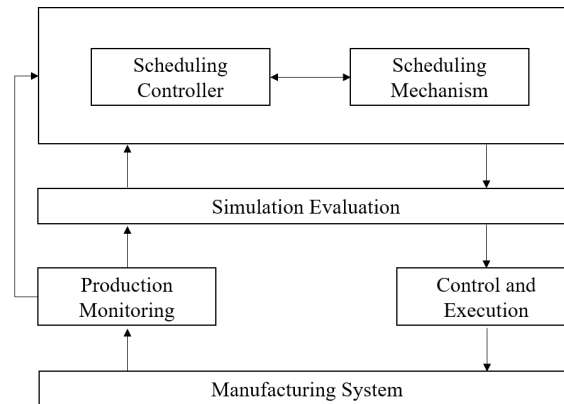 Scheduling
Controller
Scheduling
Mechanism
Simulation Evaluation
Production
Monitoring
Control and
Execution
Manufacturing System